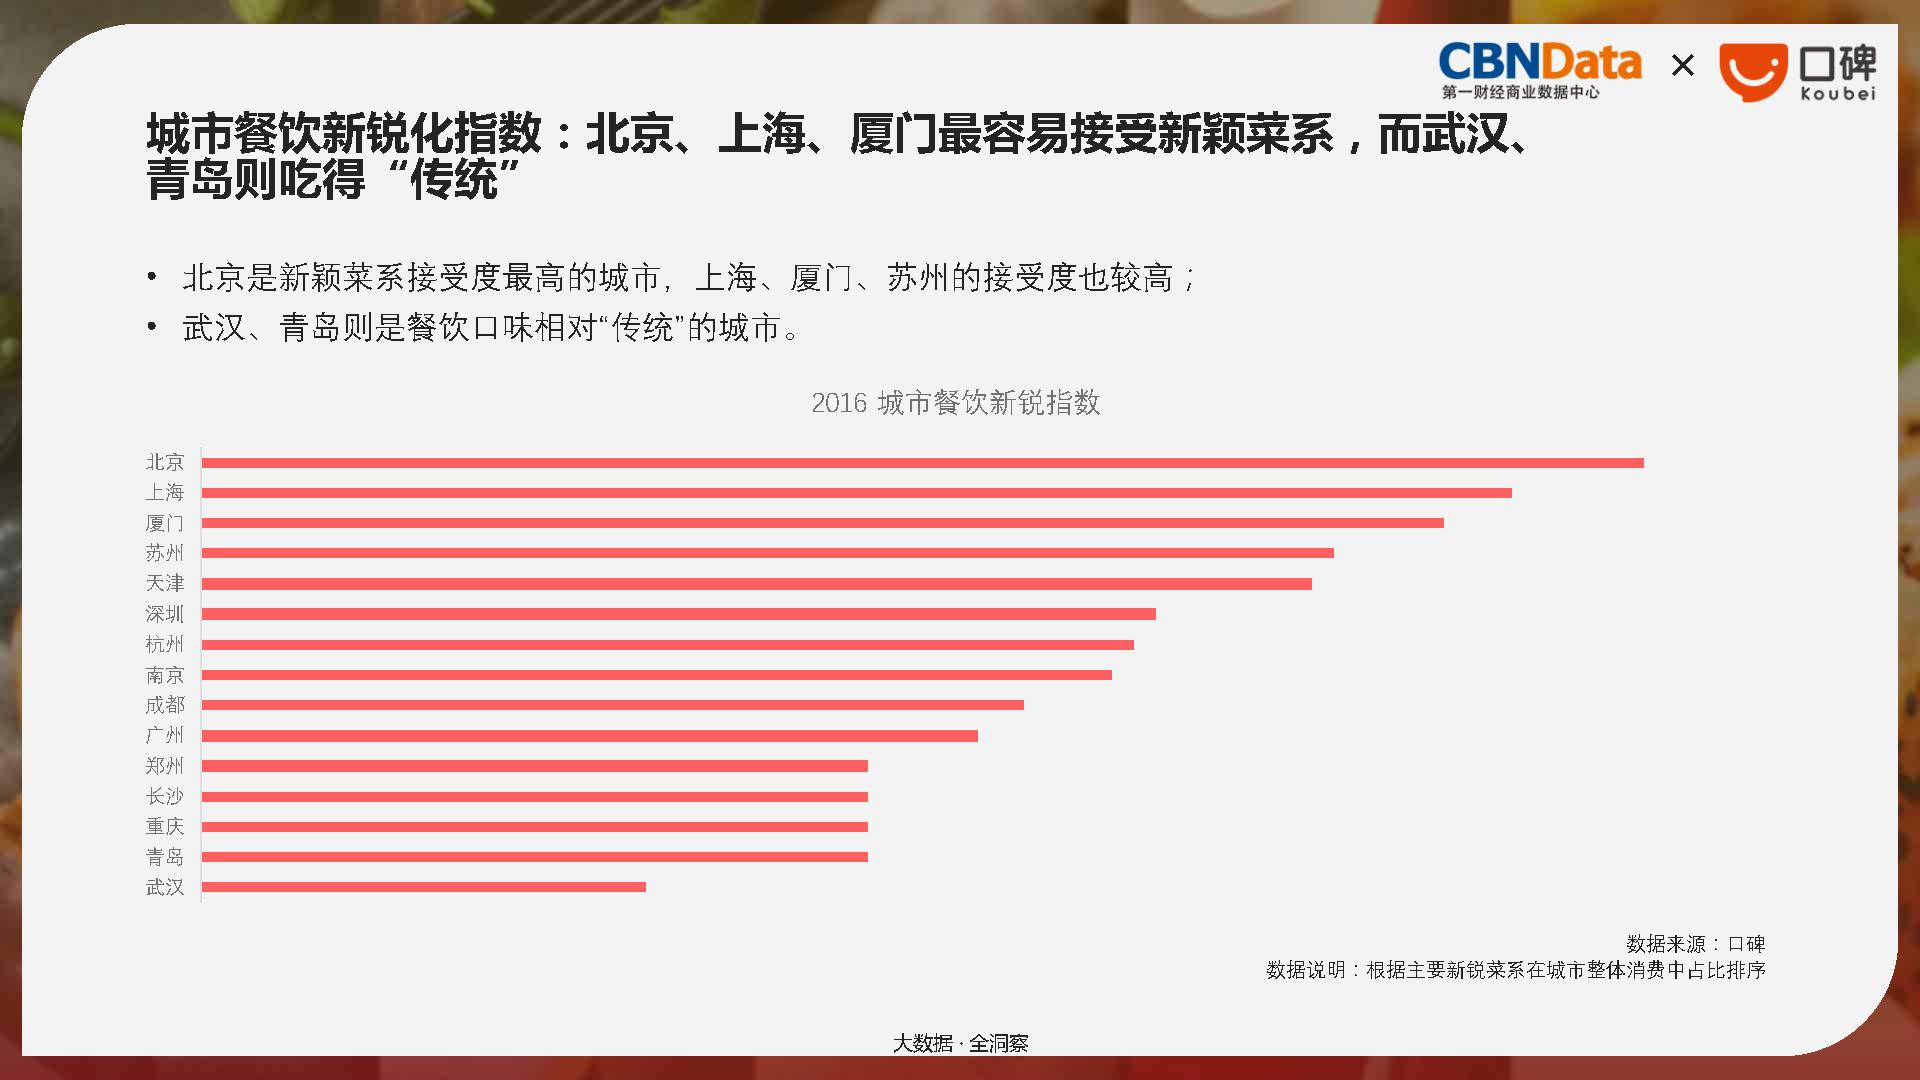 CBNData × 口碑
第一财经商业数据中心 Koubei
城市餐饮新锐化指数：北京、上海、厦门最容易接受新颖菜系，而武汉、
青岛则吃得“传统”
• 北京是新颖菜系接受度最高的城市，上海、厦门、苏州的接受度也较高；
• 武汉、青岛则是餐饮口味相对“传统”的城市。
2016 城市餐饮新锐指数
北京
上海
厦门
苏州
天津
深圳
杭州
南京
成都
广州
郑州
长沙
重庆
青岛
武汉
数据来源：口碑
数据说明：根据主要新锐菜系在城市整体消费中占比排序
大数据·全洞察